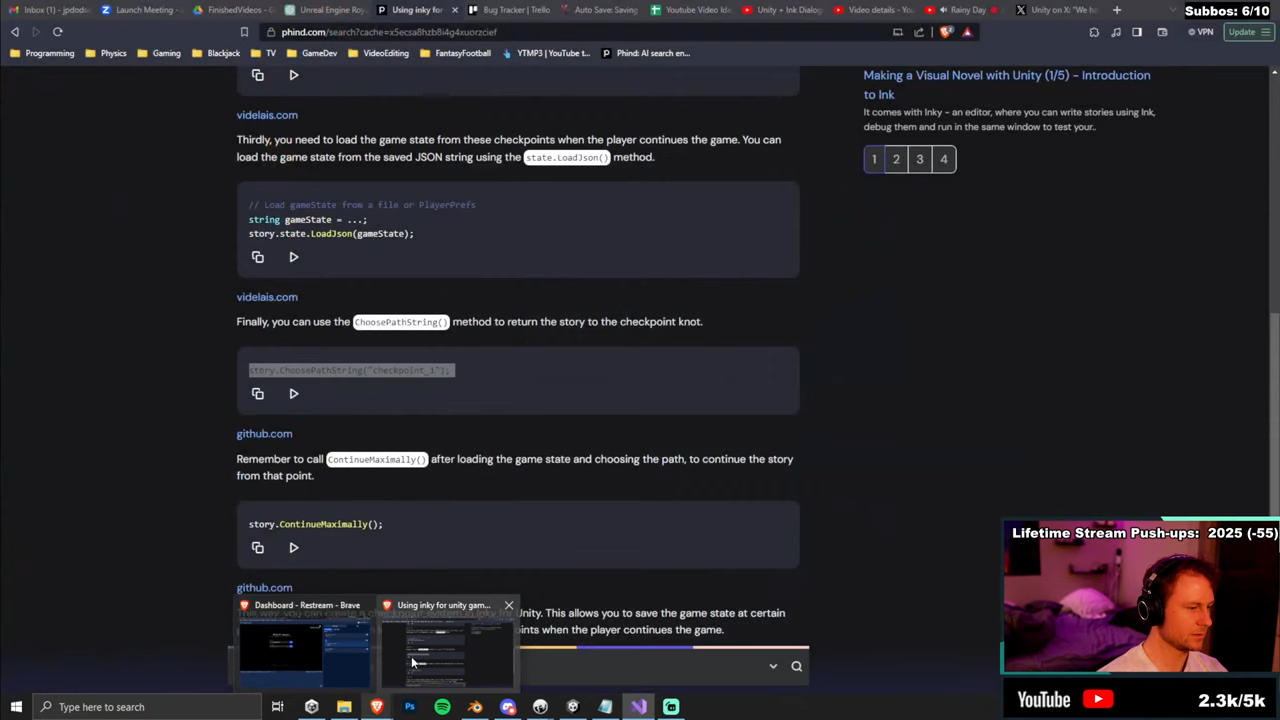 Inbox (1) - jpdodso
Launch Meeting -
FinishedVideos - G
Unreal Engine Roy
Using inky for unit
Bug Tracker | Trello
Auto Save: Saving
Youtube Video Ide
Unity + Ink Dialog
Video details - You
Rainy Day
Unity on X: "We ha
Subbos: 6/10
phind.com/search?cache=x5ecsa8hzb8i4g4xuorzcief
VPN
Update
Programming
Physics
Gaming
Blackjack
TV
GameDev
VideoEditing
FantasyFootball
YTMP3 | YouTube t...
Phind: AI search en...
videlais.com
Thirdly, you need to load the game state from these checkpoints when the player continues the game. You can
load the game state from the saved JSON string using the state.LoadJson() method.
// Load gameState from a file or PlayerPrefs
string gameState = ...;
story.state.LoadJson(gameState);
videlais.com
Finally, you can use the ChoosePathString() method to return the story to the checkpoint knot.
story.ChoosePathString("checkpoint_1");
github.com
Remember to call ContinueMaximally() after loading the game state and choosing the path, to continue the story
from that point.
story.ContinueMaximally();
github.com
Unity. This allows you to save the game state at certain
points when the player continues the game.
Making a Visual Novel with Unity (1/5) - Introduction
to Ink
It comes with Inky - an editor, where you can write stories using Ink,
debug them and run in the same window to test your..
1 2 3 4
Dashboard - Restream - Brave
Using inky for unity gam...
Lifetime Stream Push-ups: 2025 (-55)
Type here to search
YouTube 2.3k/5k